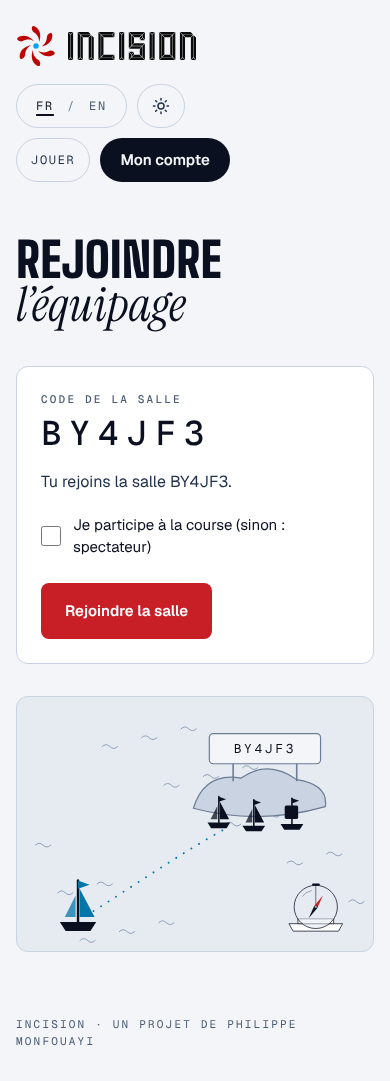 INCISION
FR / EN
JOUER
Mon compte
REJOINDRE
l'équipage
CODE DE LA SALLE
BY4JF3
Tu rejoins la salle BY4JF3.
Je participe à la course (sinon :
spectateur)
Rejoindre la salle
BY4JF3
INCISION · UN PROJET DE PHILIPPE
MONFOUAYI